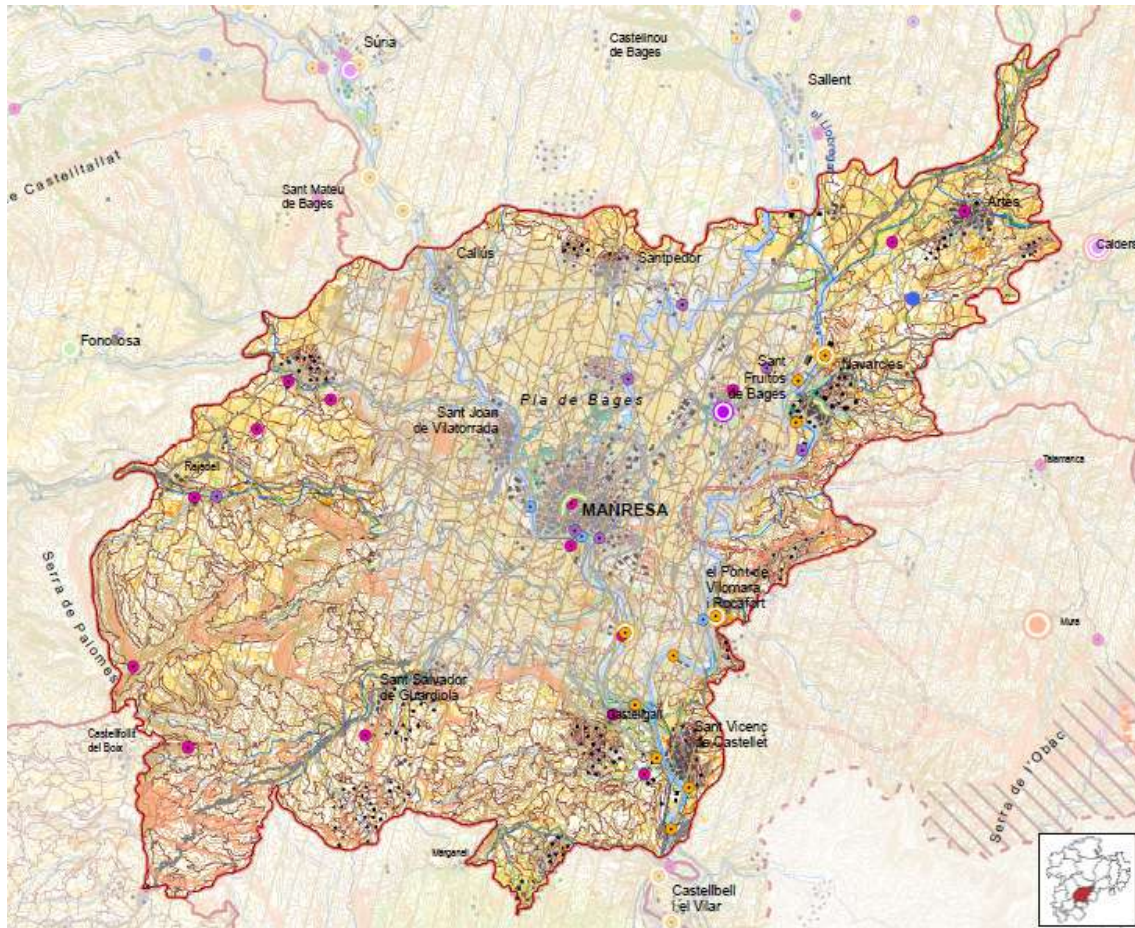 Súria
Castellnou
de Bages
Sallent
el Llobregat
de Castelltallat
Sant Mateu
de Bages
Artés
Callús
Santpedor
Calders
Fonollosa
Sant
Fruitós
de Bages
Navarcles
Pla de Bages
Sant Joan
de Vilatorrada
Rajadell
Talamanca
MANRESA
Serra de Palomes
el Pont de
Vilomara
i Rocafort
Mura
Sant Salvador
de Guardiola
Castellgalí
Sant Vicenç
de Castellet
Castellfollit
del Boix
Serra de l'Obac
Marganell
Castellbell
i el Vilar